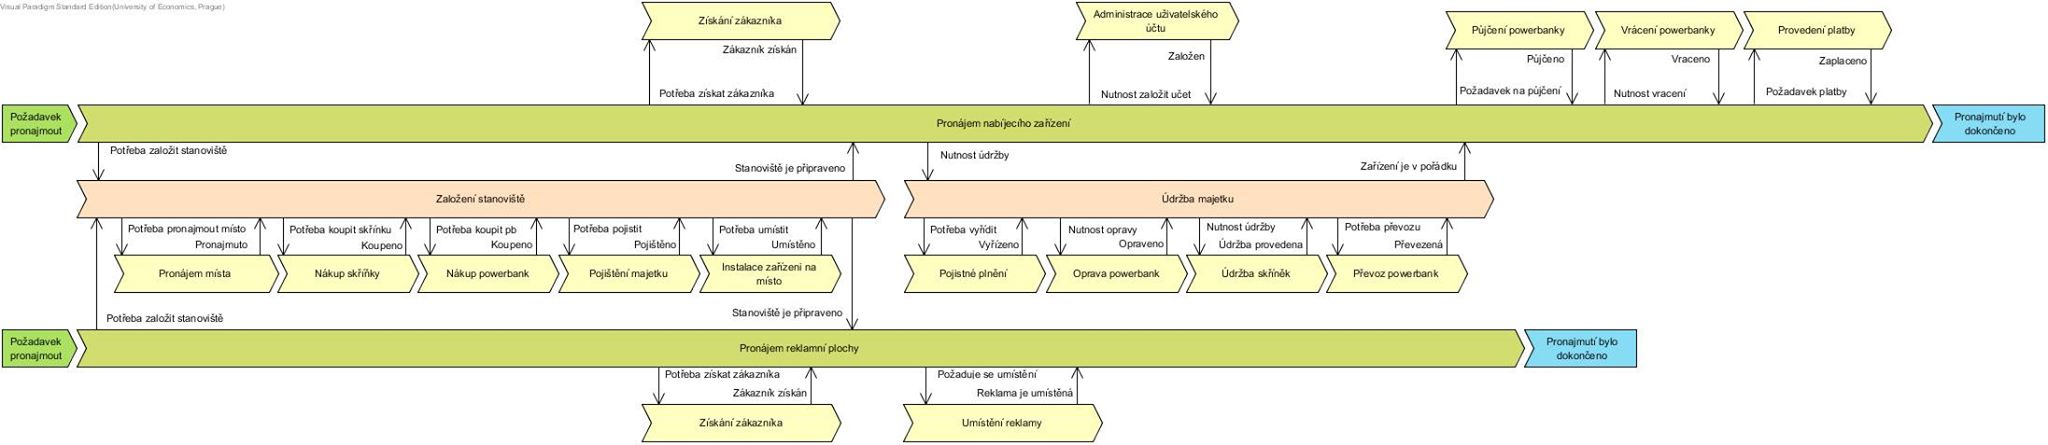 Visual Paradigm Standard Edition(University of Economics, Prague)
Získání zákazníka
Administrace uživatelského
účtu
Půjčení powerbanky
Vrácení powerbanky
Provedení platby
Zákazník získán
Potřeba získat zákazníka
Založen
Nutnost založit učet
Půjčeno
Požadavek na půjčení
Vraceno
Nutnost vracení
Zaplaceno
Požadavek platby
Požadavek
pronajmout
Pronájem nabíjecího zařízení
Pronajmutí bylo
dokončeno
Potřeba založit stanoviště
Stanoviště je připraveno
Nutnost údržby
Zařízení je v pořádku
Založení stanoviště
Údržba majetku
Potřeba pronajmout místo
Pronajmuto
Potřeba koupit skřínku
Koupeno
Potřeba koupit pb
Koupeno
Potřeba pojistit
Pojištěno
Potřeba umístit
Umístěno
Potřeba vyřídit
Vyřízeno
Nutnost opravy
Opraveno
Nutnost údržby
Údržba provedena
Potřeba převozu
Převezená
Pronájem místa
Nákup skříňky
Nákup powerbank
Pojištění majetku
Instalace zařízeni na
místo
Pojistné plnění
Oprava powerbank
Údržba skříněk
Převoz powerbank
Potřeba založit stanoviště
Stanoviště je připraveno
Požadavek
pronajmout
Pronájem reklamní plochy
Pronajmutí bylo
dokončeno
Potřeba získat zákazníka
Zákazník získán
Požaduje se umístění
Reklama je umístěná
Získání zákazníka
Umístění reklamy